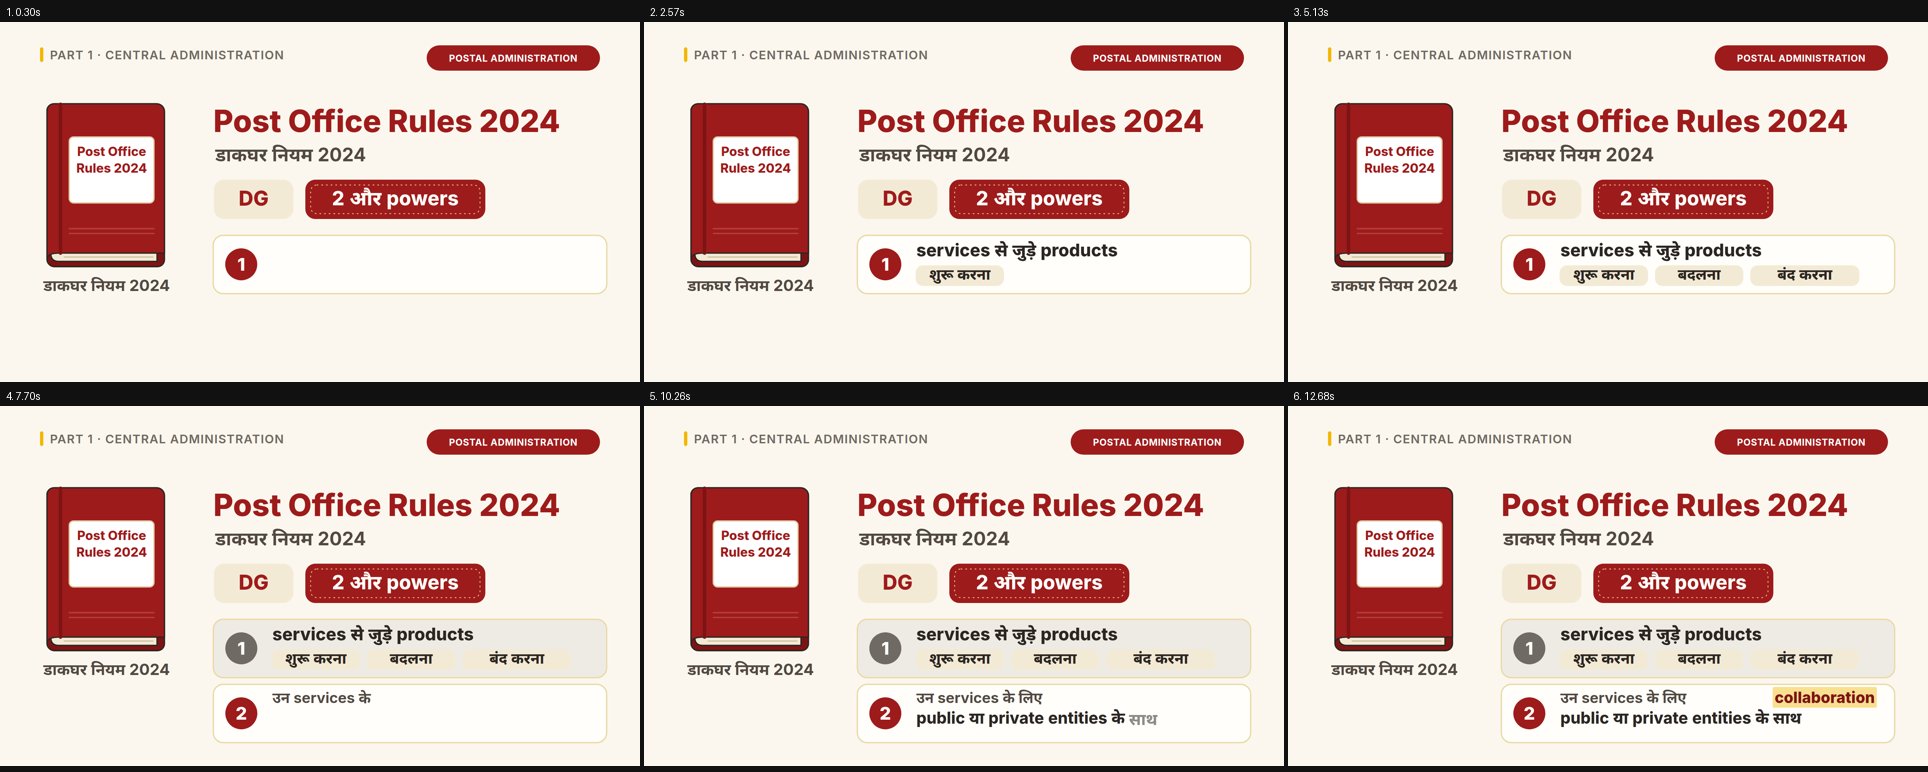 1. 0.30s
PART 1 · CENTRAL ADMINISTRATION
POSTAL ADMINISTRATION
Post Office
Rules 2024
डाकघर नियम 2024
Post Office Rules 2024
डाकघर नियम 2024
DG
2 और powers
1
2. 2.57s
PART 1 · CENTRAL ADMINISTRATION
POSTAL ADMINISTRATION
Post Office
Rules 2024
डाकघर नियम 2024
Post Office Rules 2024
डाकघर नियम 2024
DG
2 और powers
1
services से जुड़े products
शुरू करना
3. 5.13s
PART 1 · CENTRAL ADMINISTRATION
POSTAL ADMINISTRATION
Post Office
Rules 2024
डाकघर नियम 2024
Post Office Rules 2024
डाकघर नियम 2024
DG
2 और powers
1
services से जुड़े products
शुरू करना बदलना बंद करना
4. 7.70s
PART 1 · CENTRAL ADMINISTRATION
POSTAL ADMINISTRATION
Post Office
Rules 2024
डाकघर नियम 2024
Post Office Rules 2024
डाकघर नियम 2024
DG
2 और powers
1
services से जुड़े products
शुरू करना बदलना बंद करना
2
उन services के
5. 10.26s
PART 1 · CENTRAL ADMINISTRATION
POSTAL ADMINISTRATION
Post Office
Rules 2024
डाकघर नियम 2024
Post Office Rules 2024
डाकघर नियम 2024
DG
2 और powers
1
services से जुड़े products
शुरू करना बदलना बंद करना
2
उन services के लिए
public या private entities के साथ
6. 12.68s
PART 1 · CENTRAL ADMINISTRATION
POSTAL ADMINISTRATION
Post Office
Rules 2024
डाकघर नियम 2024
Post Office Rules 2024
डाकघर नियम 2024
DG
2 और powers
1
services से जुड़े products
शुरू करना बदलना बंद करना
2
उन services के लिए collaboration
public या private entities के साथ